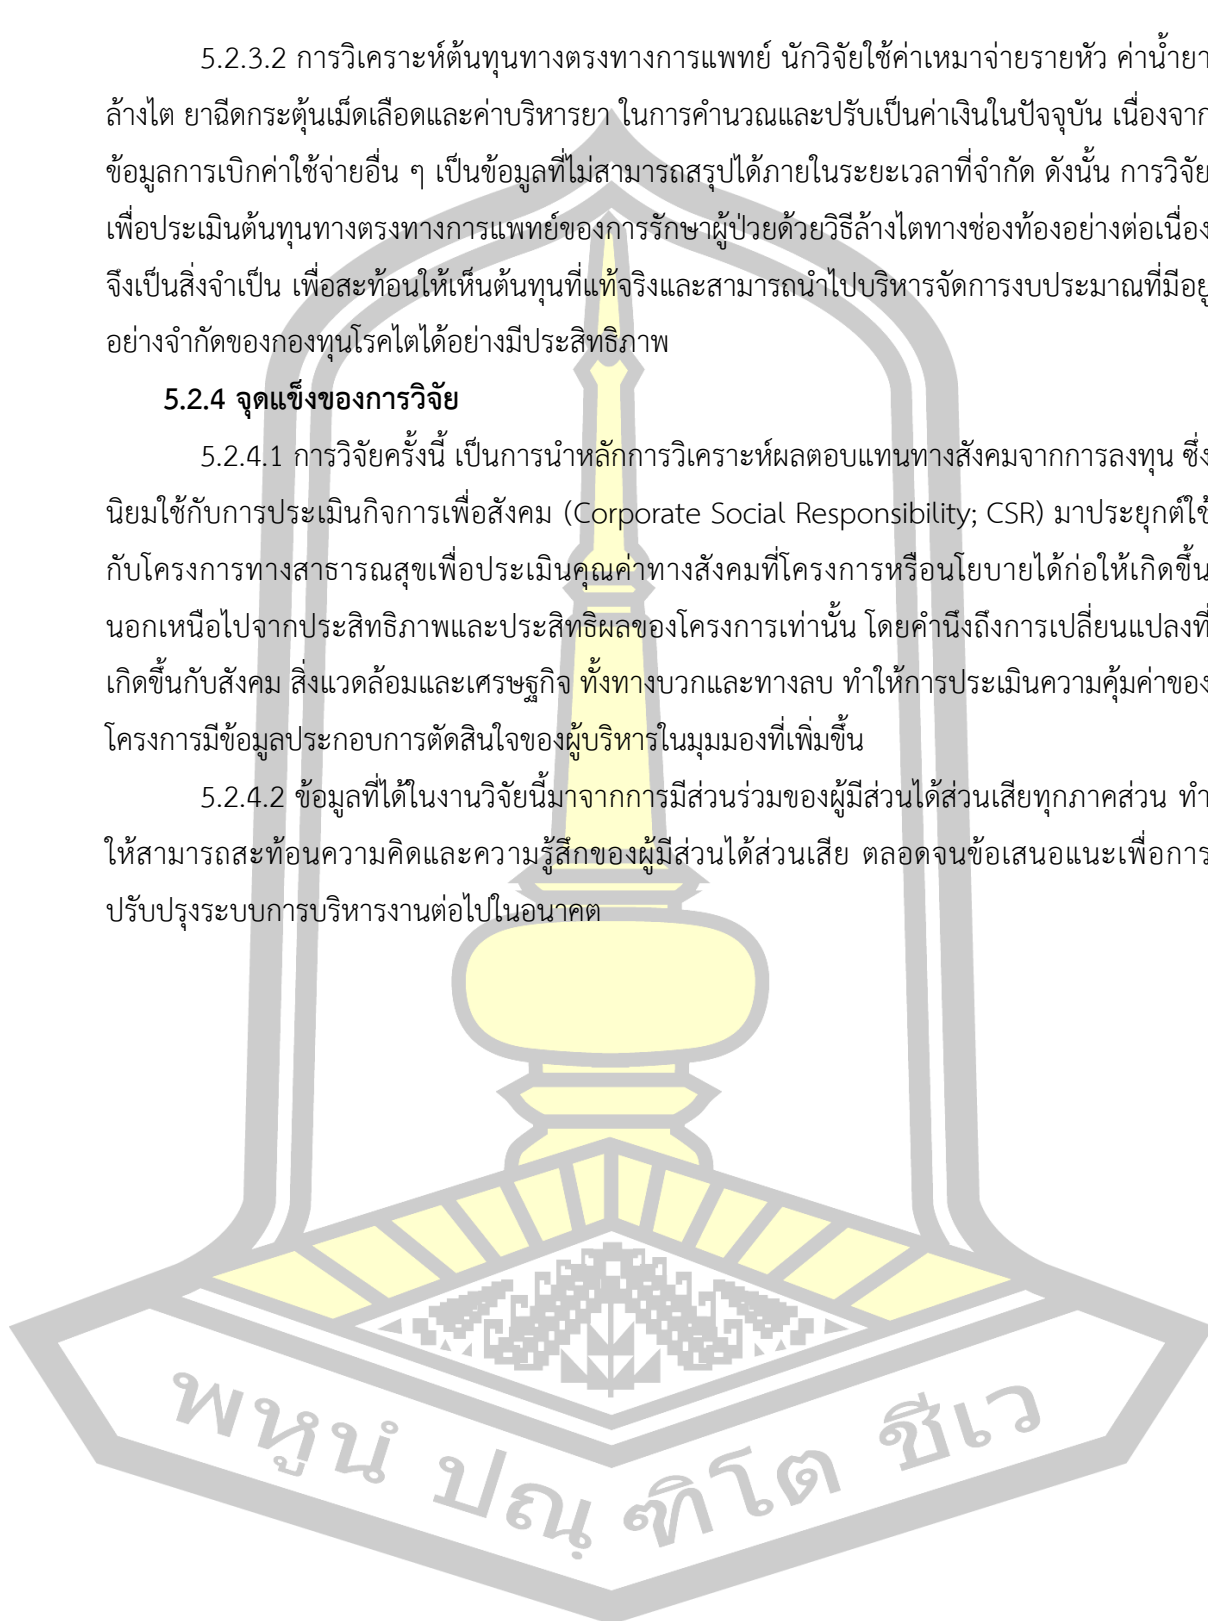 5.2.3.2 การวิเคราะห์ต้นทุนทางตรงทางการแพทย์ นักวิจัยใช้ค่าเหมาจ่ายรายหัว ค่าน้ำยา
ล้างไต ยาฉีดกระตุ้นเม็ดเลือดและค่าบริหารยา ในการคำนวณและปรับเป็นค่าเงินในปัจจุบัน เนื่องจาก
ข้อมูลการเบิกค่าใช้จ่ายอื่น ๆ เป็นข้อมูลที่ไม่สามารถสรุปได้ภายในระยะเวลาที่จำกัด ดังนั้น การวิจัย
เพื่อประเมินต้นทุนทางตรงทางการแพทย์ของการรักษาผู้ป่วยด้วยวิธีล้างไตทางช่องท้องอย่างต่อเนื่อง
จึงเป็นสิ่งจำเป็น เพื่อสะท้อนให้เห็นต้นทุนที่แท้จริงและสามารถนำไปบริหารจัดการงบประมาณที่มีอยู่
อย่างจำกัดของกองทุนโรคไตได้อย่างมีประสิทธิภาพ
5.2.4 จุดแข็งของการวิจัย
5.2.4.1 การวิจัยครั้งนี้ เป็นการนำหลักการวิเคราะห์ผลตอบแทนทางสังคมจากการลงทุน ซึ่ง
นิยมใช้กับการประเมินกิจการเพื่อสังคม (Corporate Social Responsibility; CSR) มาประยุกต์ใช้
กับโครงการทางสาธารณสุขเพื่อประเมินคุณค่าทางสังคมที่โครงการหรือนโยบายได้ก่อให้เกิดขึ้น
นอกเหนือไปจากประสิทธิภาพและประสิทธิผลของโครงการเท่านั้น โดยคำนึงถึงการเปลี่ยนแปลงที่
เกิดขึ้นกับสังคม สิ่งแวดล้อมและเศรษฐกิจ ทั้งทางบวกและทางลบ ทำให้การประเมินความคุ้มค่าของ
โครงการมีข้อมูลประกอบการตัดสินใจของผู้บริหารในมุมมองที่เพิ่มขึ้น
5.2.4.2 ข้อมูลที่ได้ในงานวิจัยนี้มาจากการมีส่วนร่วมของผู้มีส่วนได้ส่วนเสียทุกภาคส่วน ทำ
ให้สามารถสะท้อนความคิดและความรู้สึกของผู้มีส่วนได้ส่วนเสีย ตลอดจนข้อเสนอแนะเพื่อการ
ปรับปรุงระบบการบริหารงานต่อไปในอนาคต
พหูนํ ปณฺ ฑิโต ชีเว